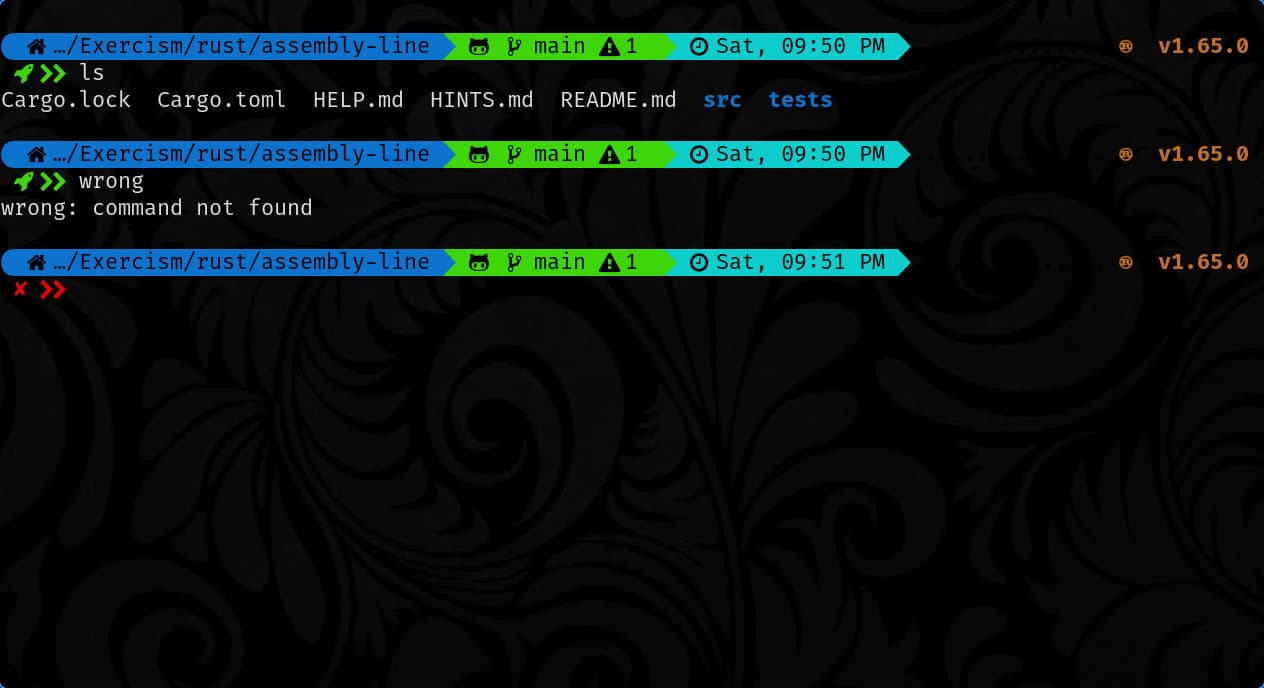 …/Exercism/rust/assembly-line main 1 Sat, 09:50 PM v1.65.0
ls
Cargo.lock Cargo.toml HELP.md HINTS.md README.md src tests
…/Exercism/rust/assembly-line main 1 Sat, 09:50 PM v1.65.0
wrong
wrong: command not found
…/Exercism/rust/assembly-line main 1 Sat, 09:51 PM v1.65.0